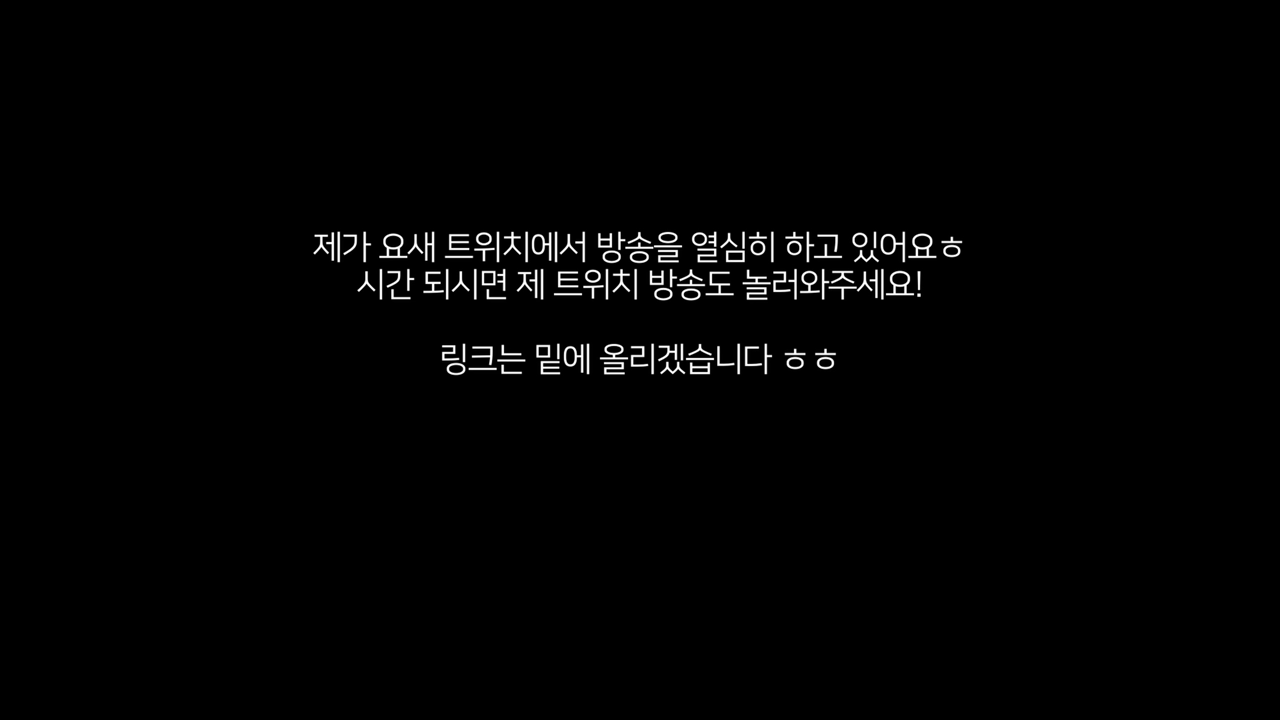 제가 요새 트위치에서 방송을 열심히 하고 있어요ㅎ
시간 되시면 제 트위치 방송도 놀러와주세요!
링크는 밑에 올리겠습니다 ㅎㅎ